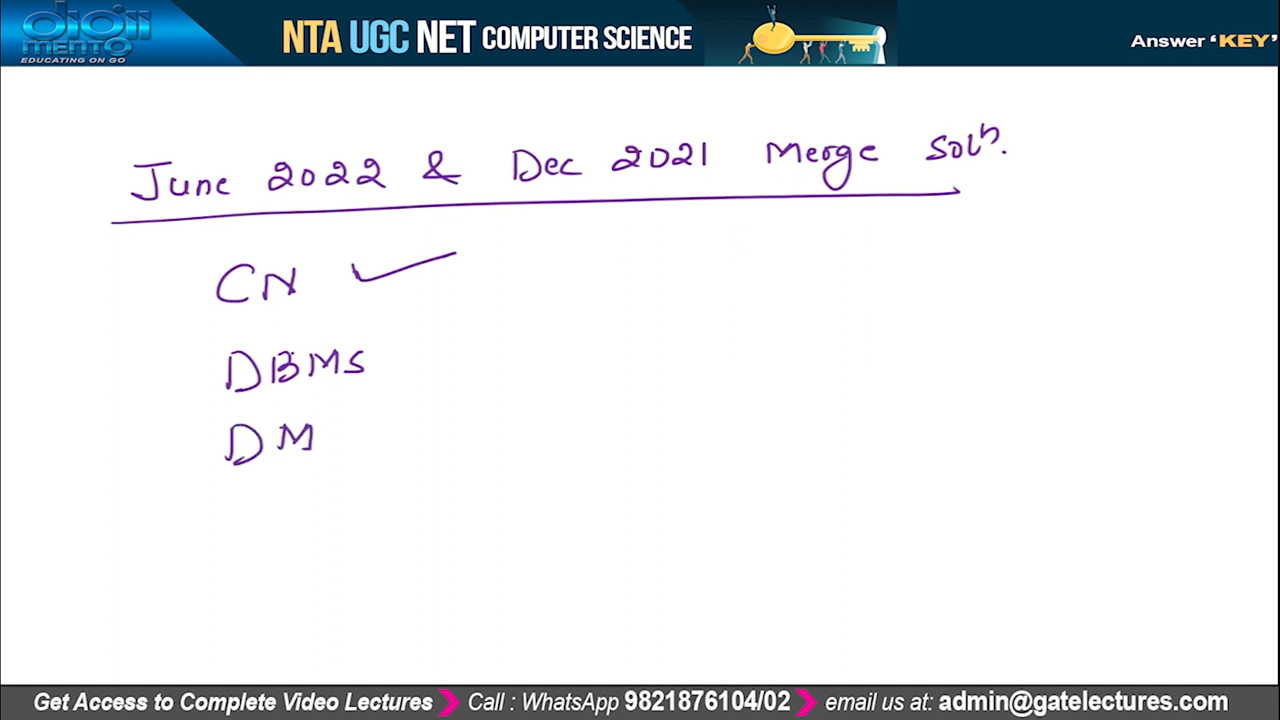 digii
MENTO
EDUCATING ON GO
NTA UGC NET COMPUTER SCIENCE
Answer ‘KEY’
June 2022 & Dec 2021 Merge Solⁿ.
CN ✓
DBMS
DM
Get Access to Complete Video Lectures Call : WhatsApp 9821876104/02 email us at: admin@gatelectures.com